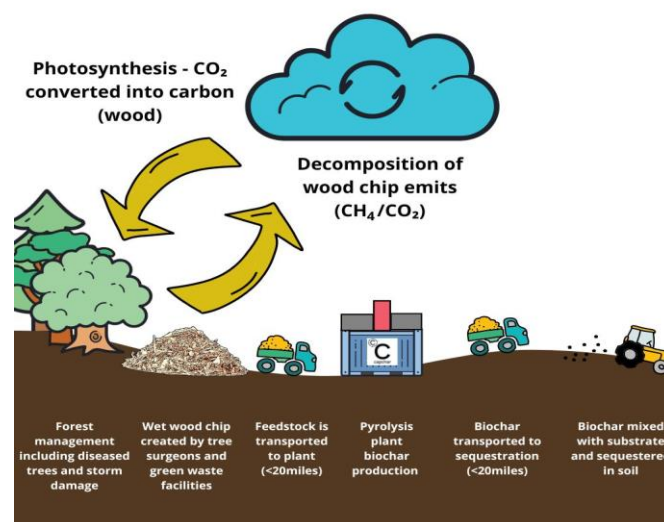 Photosynthesis - CO₂
converted into carbon
(wood)
Decomposition of
wood chip emits
(CH₄/CO₂)
C
Forest
management
including diseased
trees and storm
damage
Wet wood chip
created by tree
surgeons and
green waste
facilities
Feedstock is
transported
to plant
(<20miles)
Pyrolysis
plant
biochar
production
Biochar
transported to
sequestration
(<20miles)
Biochar mixed
with substrate
and sequestered
in soil